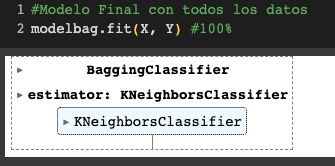 1 #Modelo Final con todos los datos
2 modelbag.fit(X, Y) #100%
BaggingClassifier
estimator: KNeighborsClassifier
KNeighborsClassifier